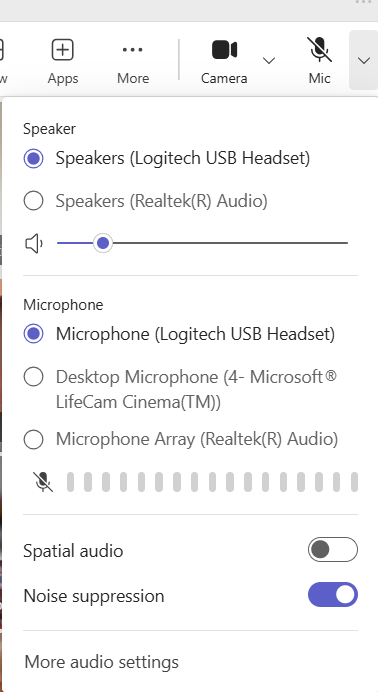 w Apps More Camera Mic
Speaker
Speakers (Logitech USB Headset)
Speakers (Realtek(R) Audio)
Microphone
Microphone (Logitech USB Headset)
Desktop Microphone (4- Microsoft®
LifeCam Cinema(TM))
Microphone Array (Realtek(R) Audio)
Spatial audio
Noise suppression
More audio settings